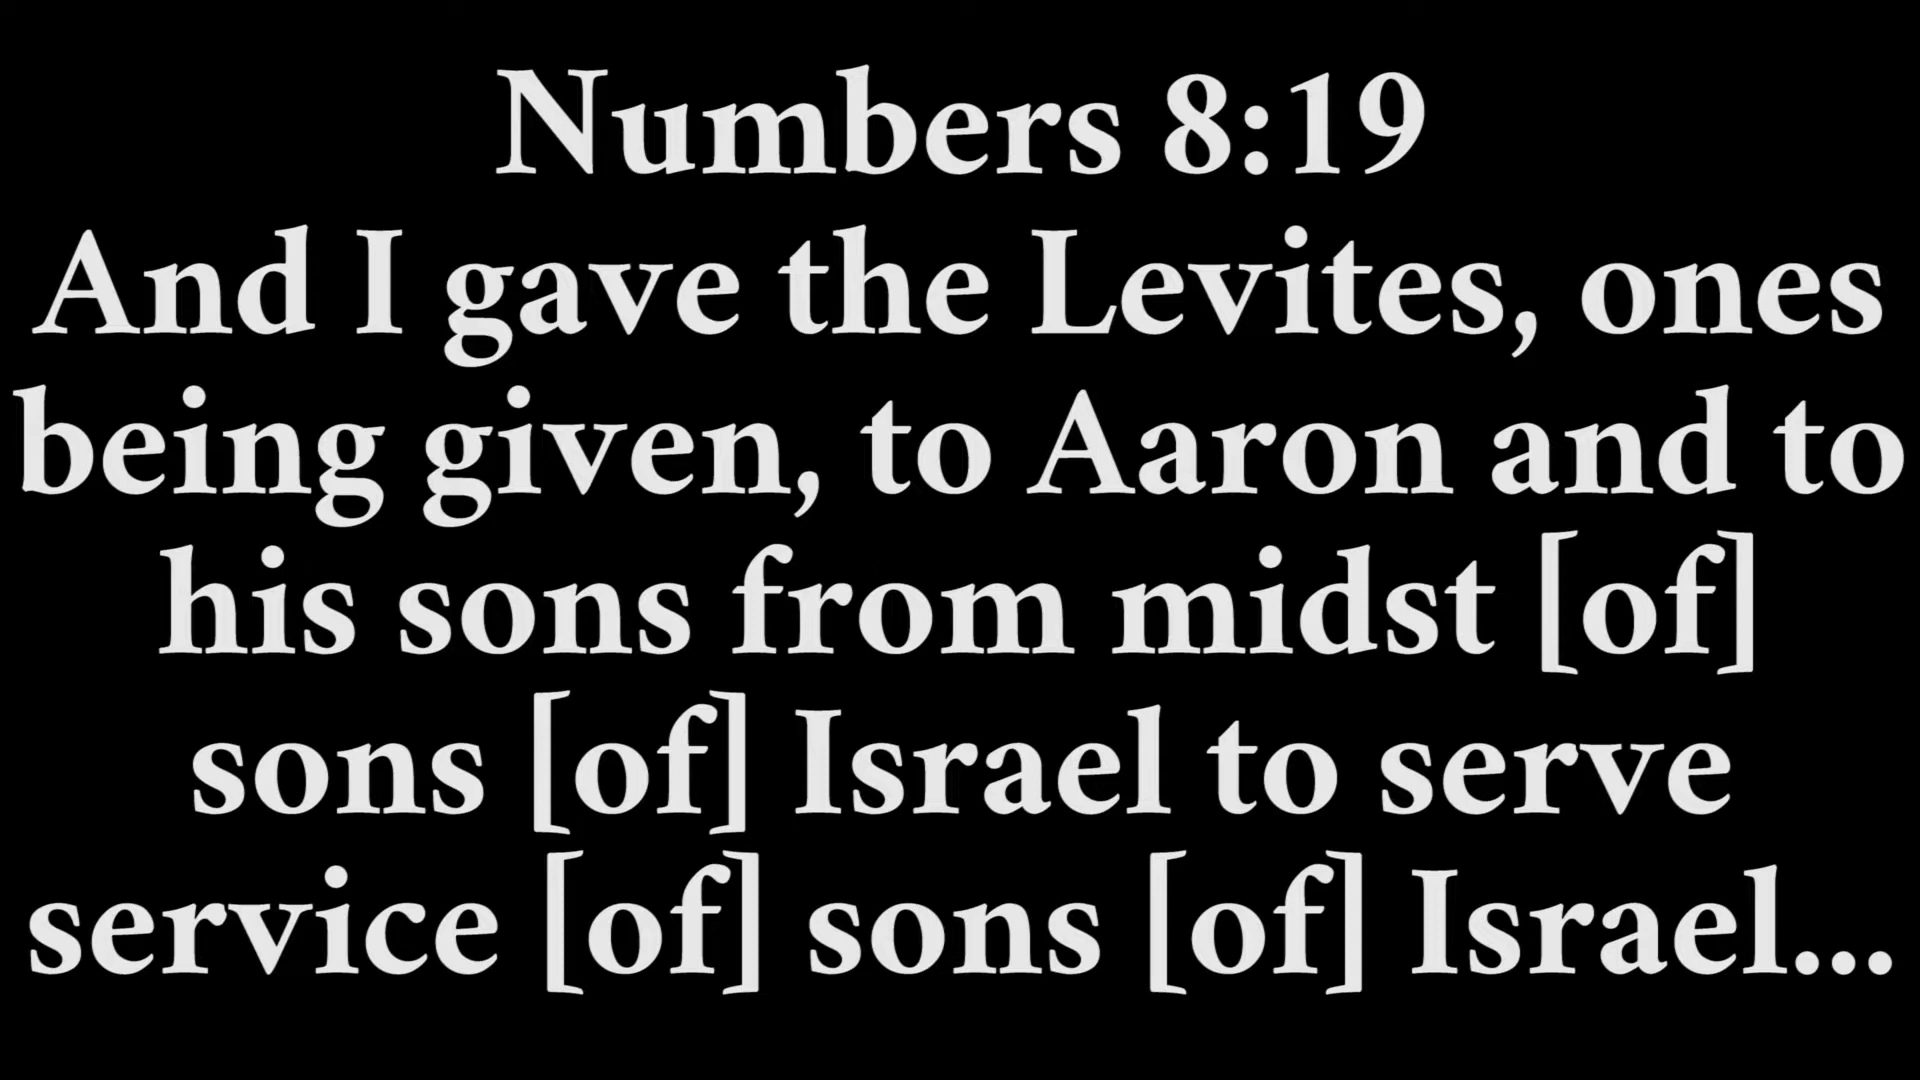 Numbers 8:19
And I gave the Levites, ones
being given, to Aaron and to
his sons from midst [of]
sons [of] Israel to serve
service [of] sons [of] Israel...